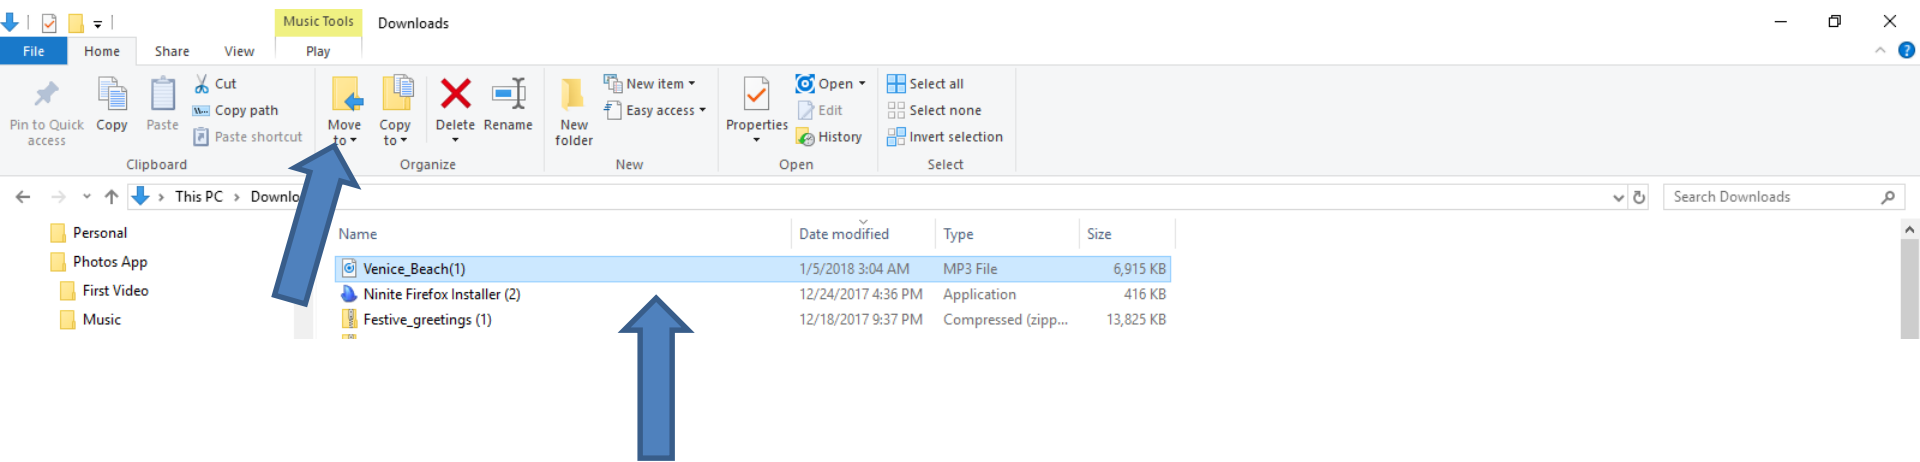 Music Tools Downloads
File Home Share View Play
Pin to Quick access
Copy
Paste
Cut
Copy path
Paste shortcut
Clipboard
Move to
Copy to
Delete
Rename
Organize
New folder
New item
Easy access
New
Properties
Open
Edit
History
Open
Select all
Select none
Invert selection
Select
This PC > Downlo
Search Downloads
Personal
Photos App
First Video
Music
Name Date modified Type Size
Venice_Beach(1) 1/5/2018 3:04 AM MP3 File 6,915 KB
Ninite Firefox Installer (2) 12/24/2017 4:36 PM Application 416 KB
Festive_greetings (1) 12/18/2017 9:37 PM Compressed (zipp... 13,825 KB